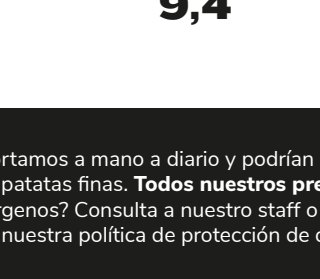 9,4
rtamos a mano a diario y podrían
patatas finas. Todos nuestros pre
rgenos? Consulta a nuestro staff o
nuestra política de protección de